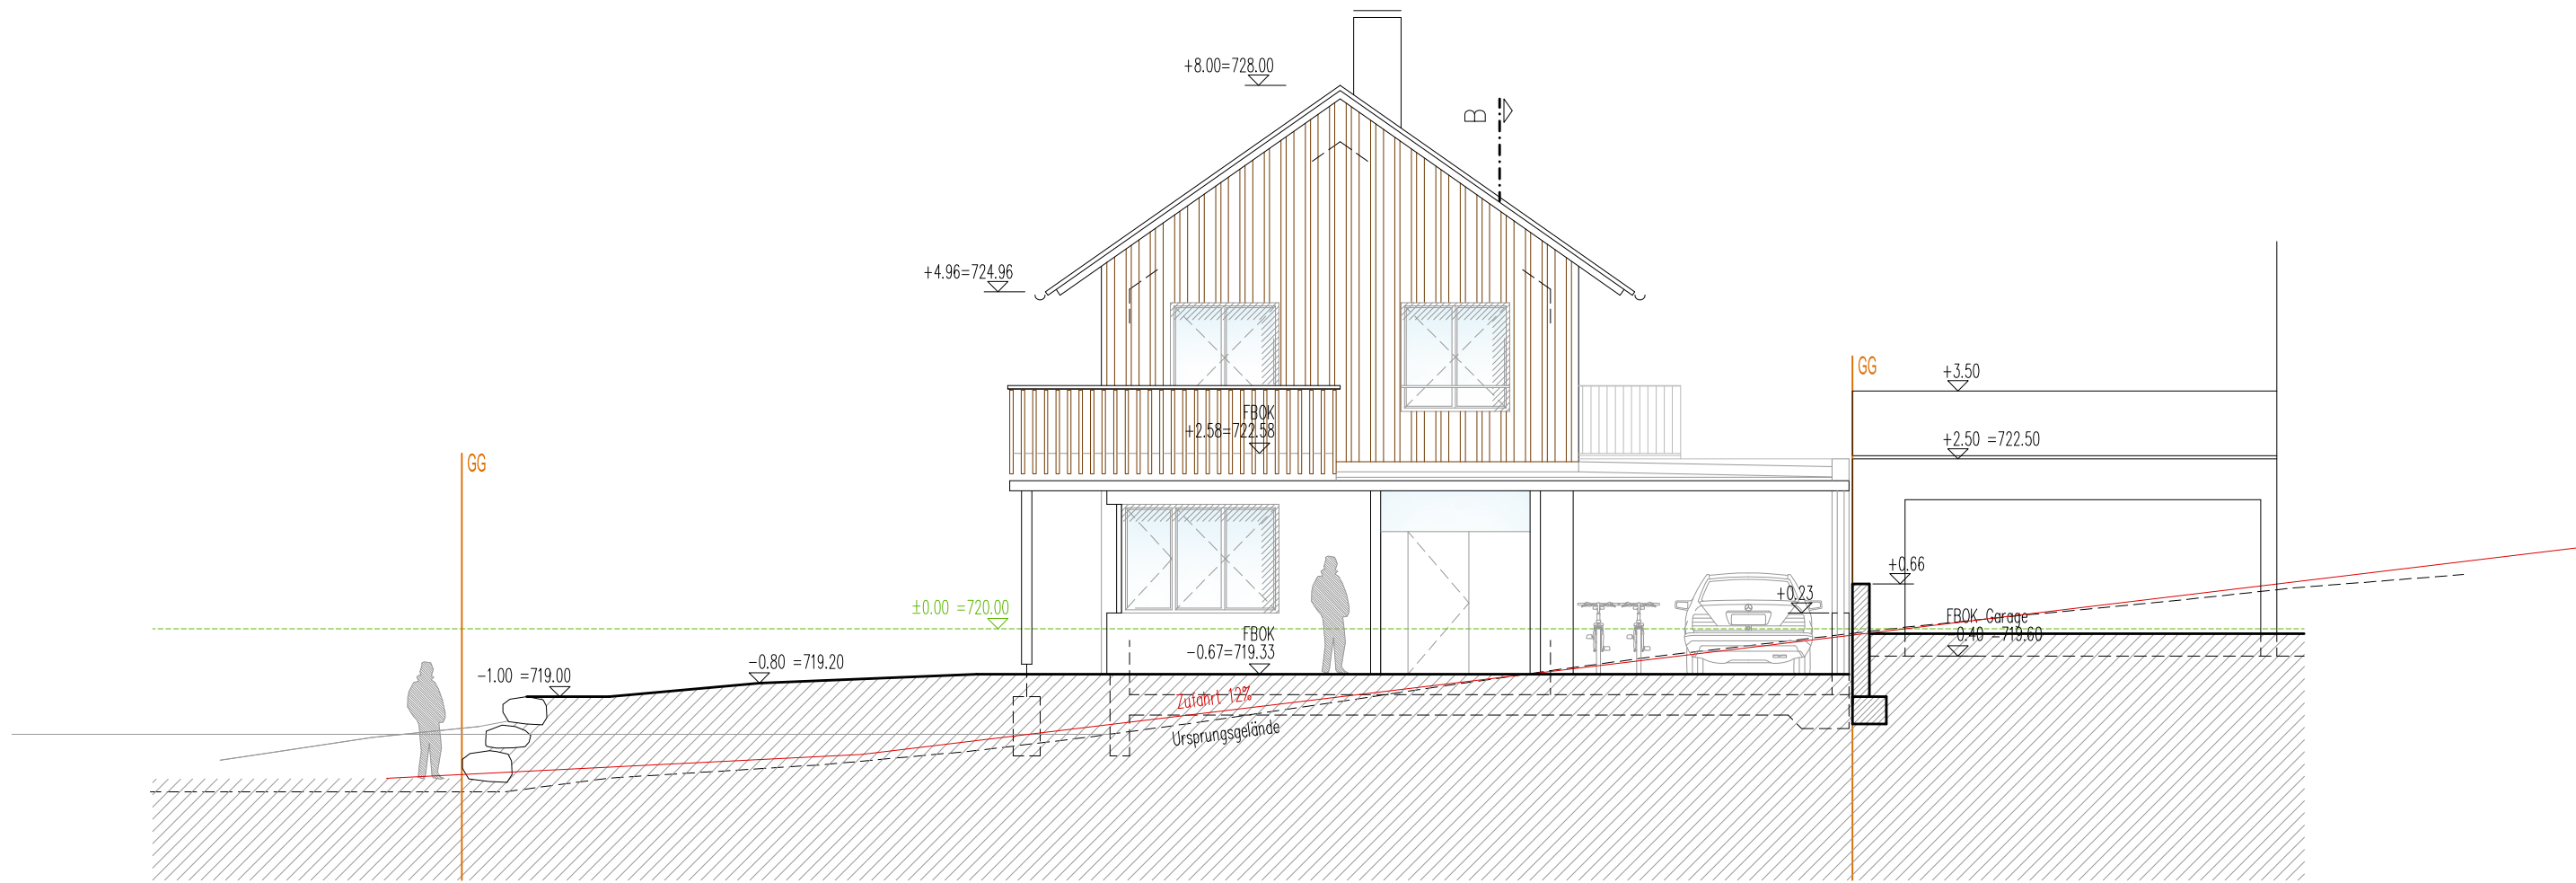 +8.00=728.00
B
+4.96=724.96
GG
+3.50
FBOK
+2.58=722.58
+2.50 =722.50
GG
+0.66
+0.23
±0.00 =720.00
FBOK Garage
-0.40 =719.60
FBOK
-0.67=719.33
-0.80 =719.20
-1.00 =719.00
Zufahrt 12%
Ursprungsgelände